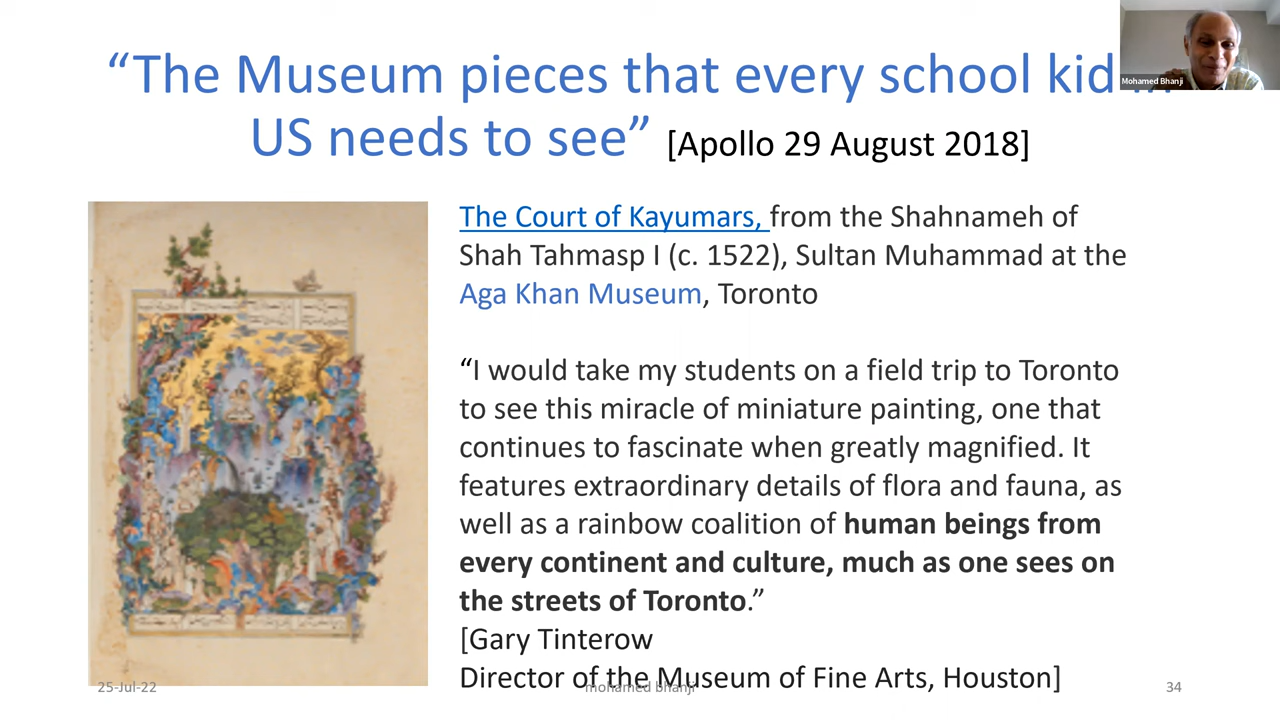 “The Museum pieces that every school kid in
US needs to see” [Apollo 29 August 2018]
Mohamed Bhanji
The Court of Kayumars, from the Shahnameh of
Shah Tahmasp I (c. 1522), Sultan Muhammad at the
Aga Khan Museum, Toronto
“I would take my students on a field trip to Toronto
to see this miracle of miniature painting, one that
continues to fascinate when greatly magnified. It
features extraordinary details of flora and fauna, as
well as a rainbow coalition of human beings from
every continent and culture, much as one sees on
the streets of Toronto.”
[Gary Tinterow
Director of the Museum of Fine Arts, Houston]
25-Jul-22
mohamed bhanji
34